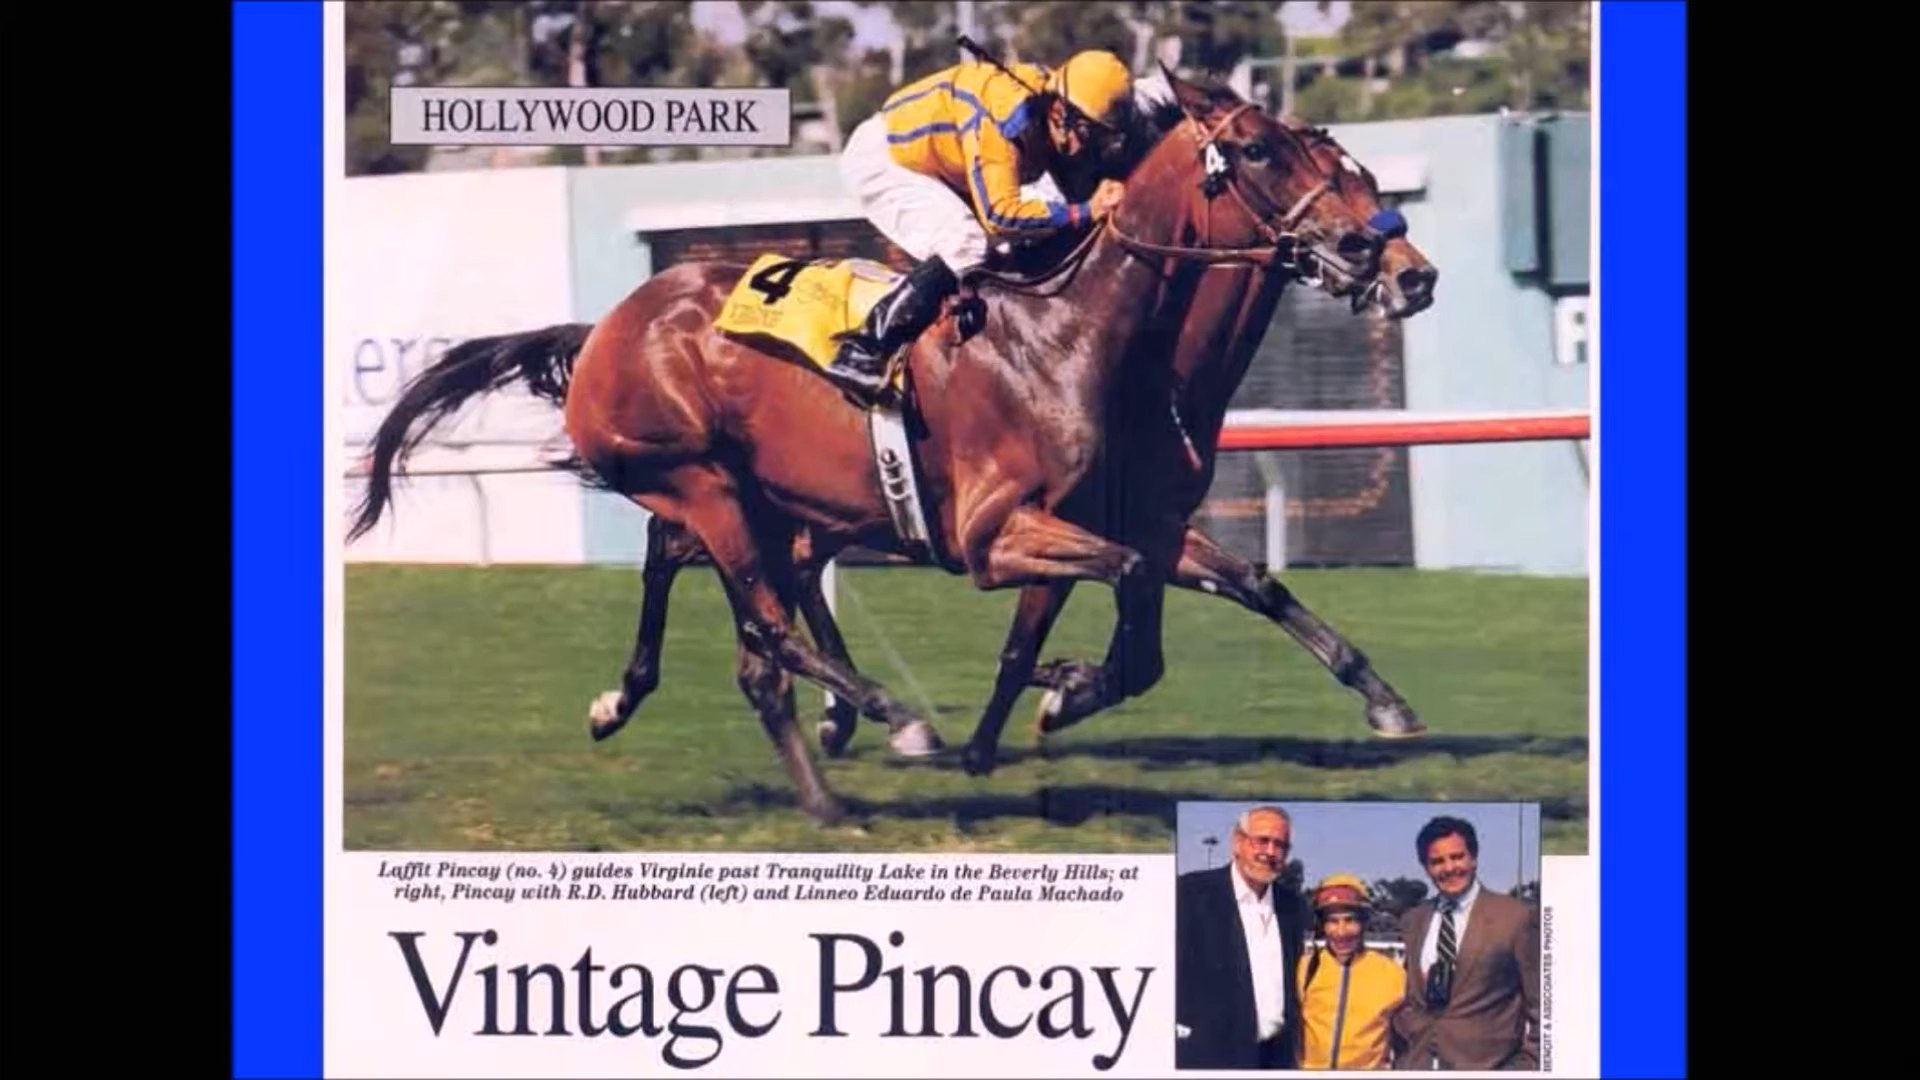 HOLLYWOOD PARK
4
4
Laffit Pincay (no. 4) guides Virginie past Tranquility Lake in the Beverly Hills; at
right, Pincay with R.D. Hubbard (left) and Linneo Eduardo de Paula Machado
Vintage Pincay
BENOIT & ASSOCIATES PHOTOS